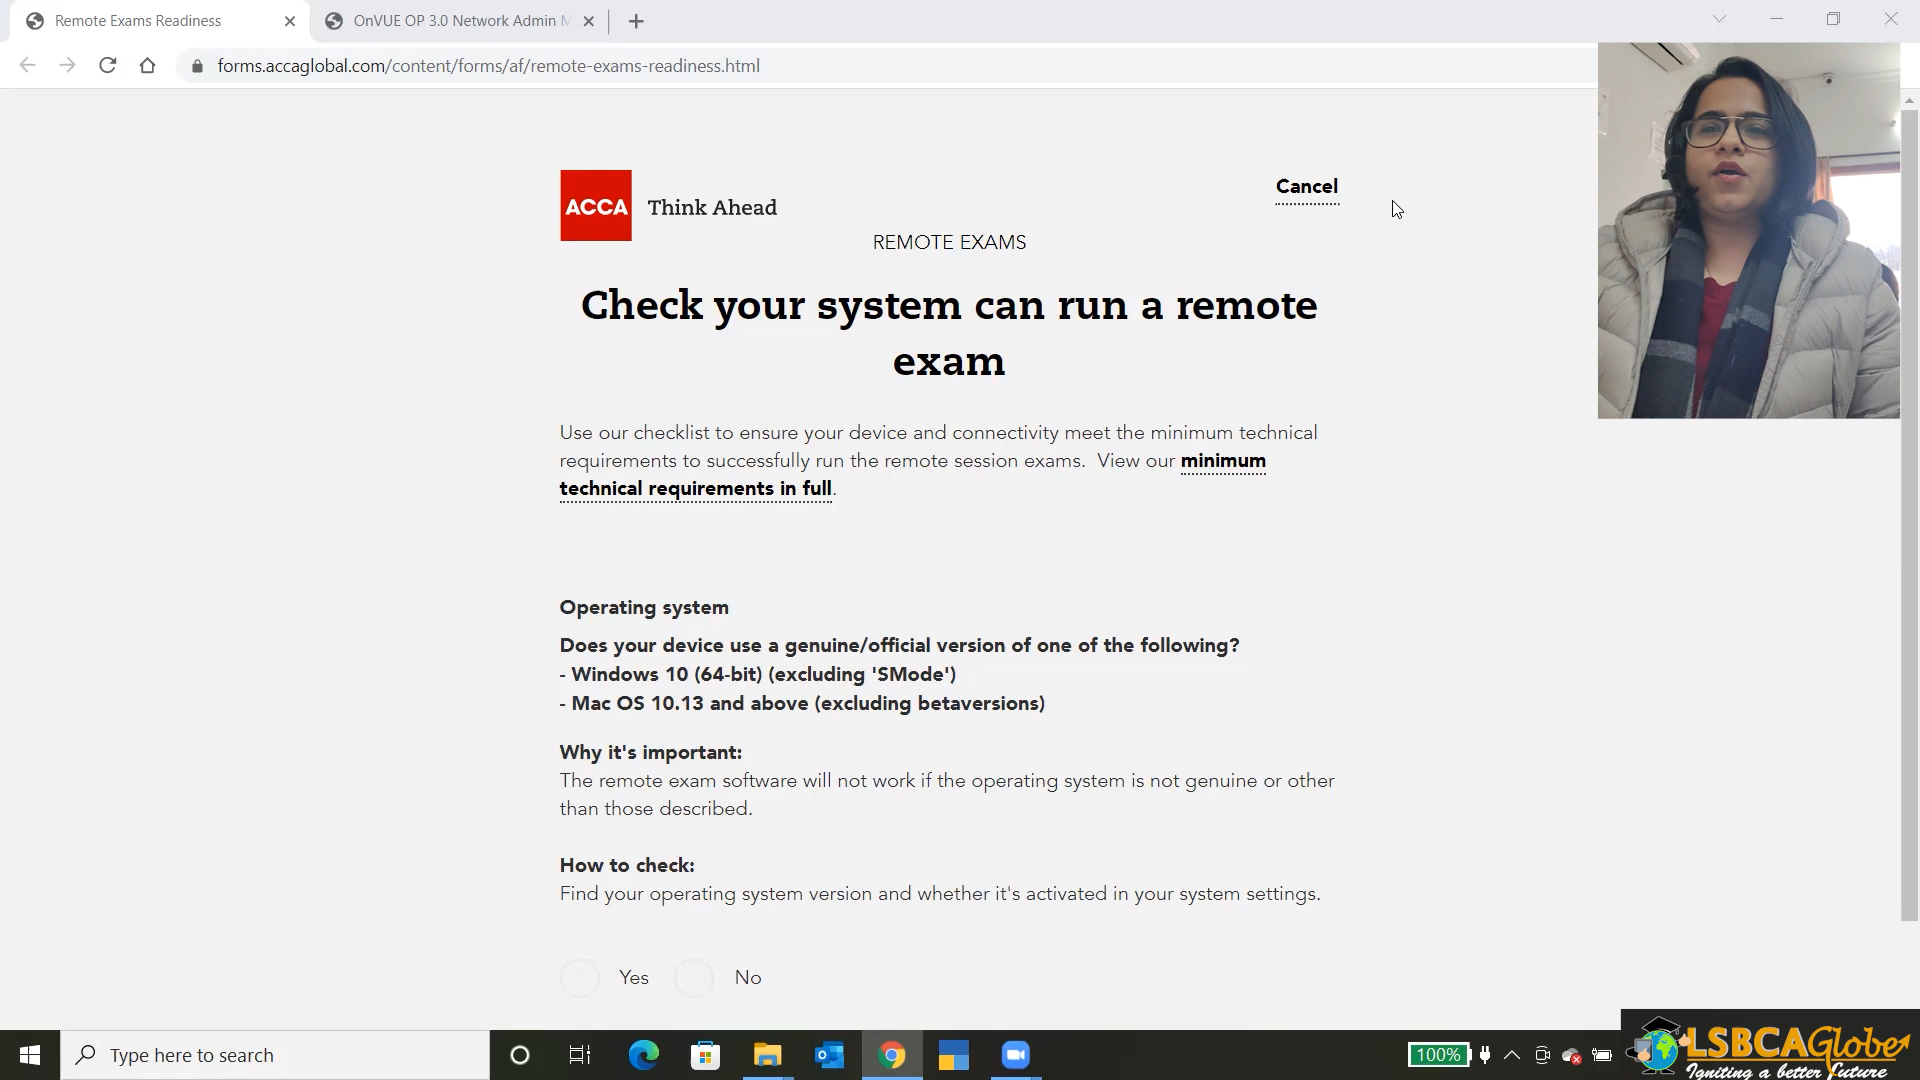 Remote Exams Readiness
OnVUE OP 3.0 Network Admin
forms.accaglobal.com/content/forms/af/remote-exams-readiness.html
ACCA
Think Ahead
Cancel
REMOTE EXAMS
Check your system can run a remote
exam
Use our checklist to ensure your device and connectivity meet the minimum technical
requirements to successfully run the remote session exams. View our minimum
technical requirements in full.
Operating system
Does your device use a genuine/official version of one of the following?
- Windows 10 (64-bit) (excluding 'SMode')
- Mac OS 10.13 and above (excluding betaversions)
Why it's important:
The remote exam software will not work if the operating system is not genuine or other
than those described.
How to check:
Find your operating system version and whether it's activated in your system settings.
Yes
No
Type here to search
100%
LSBCAGlobe
Igniting a better Future